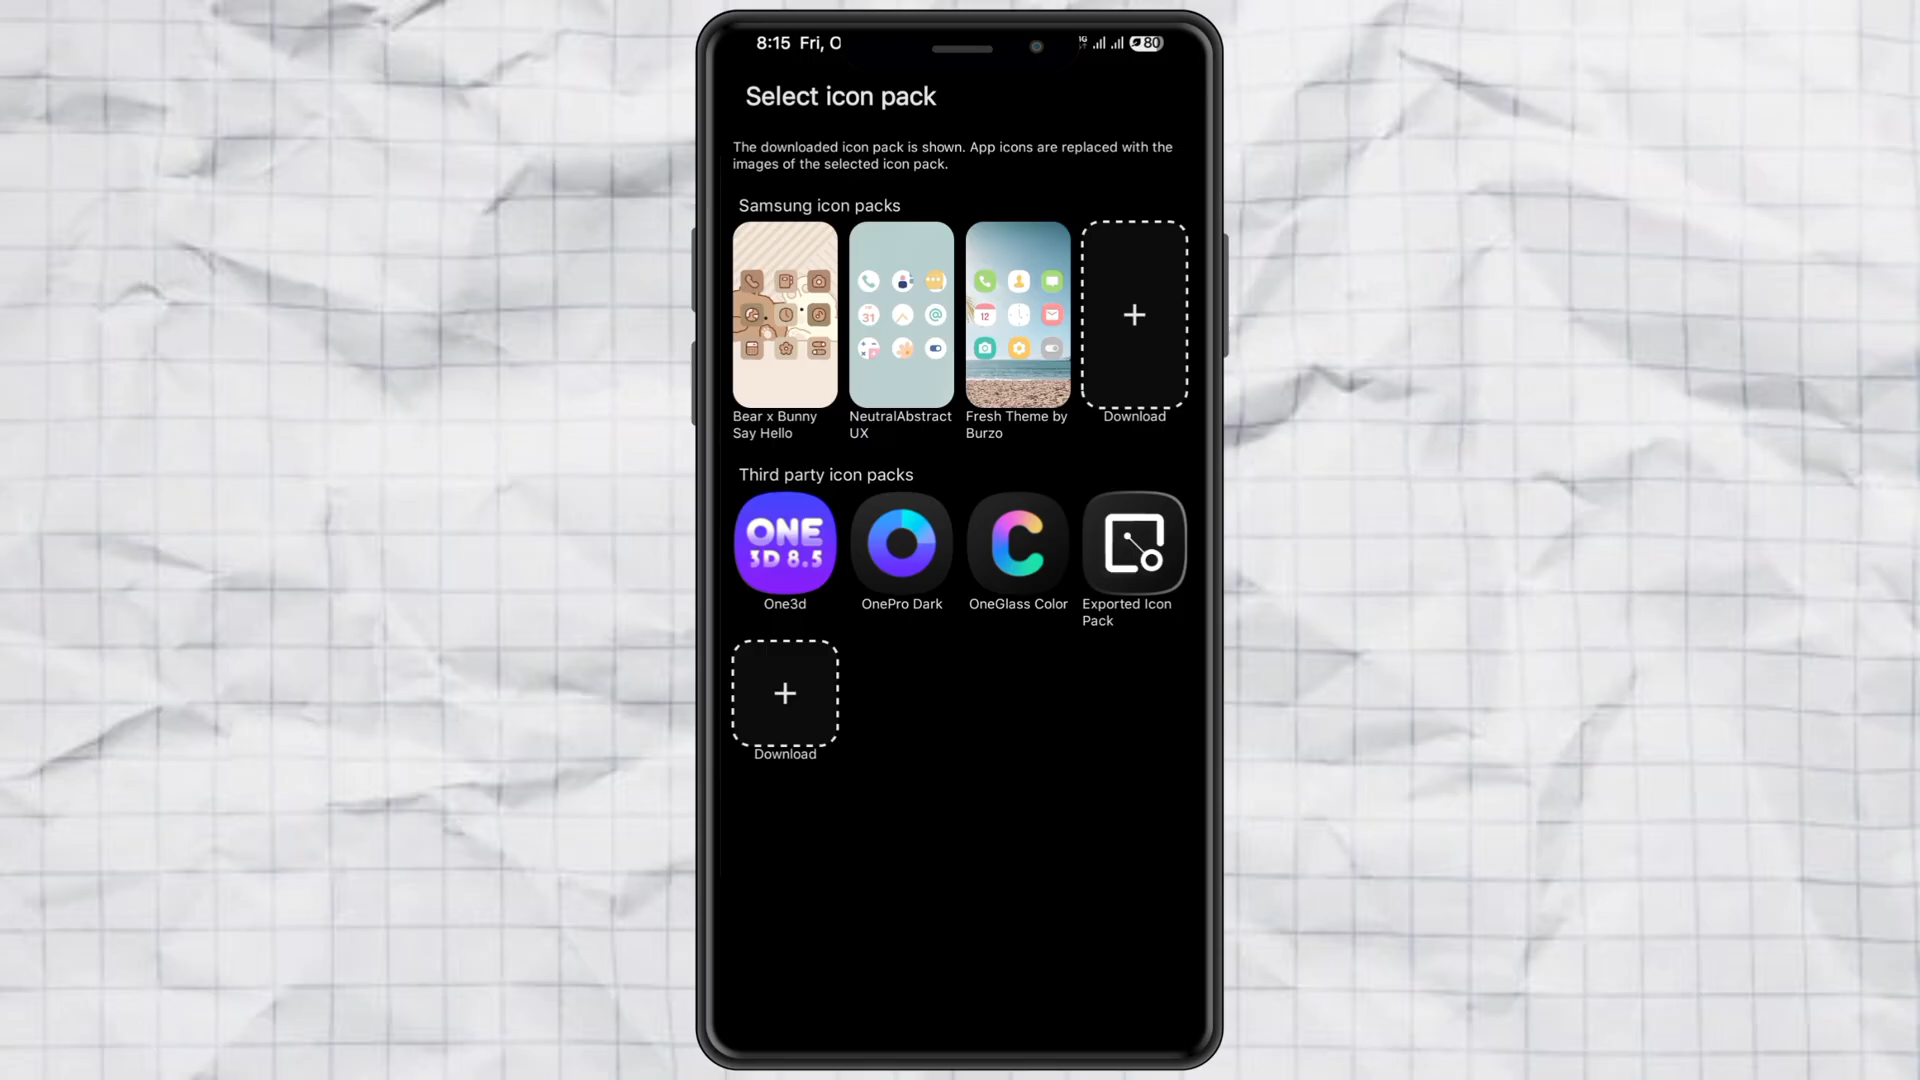 8:15 Fri, O
80
Select icon pack
The downloaded icon pack is shown. App icons are replaced with the
images of the selected icon pack.
Samsung icon packs
31
12
Bear x Bunny
Say Hello
NeutralAbstract
UX
Fresh Theme by
Burzo
Download
Third party icon packs
ONE
3D 8.5
C
One3d
OnePro Dark
OneGlass Color
Exported Icon
Pack
Download